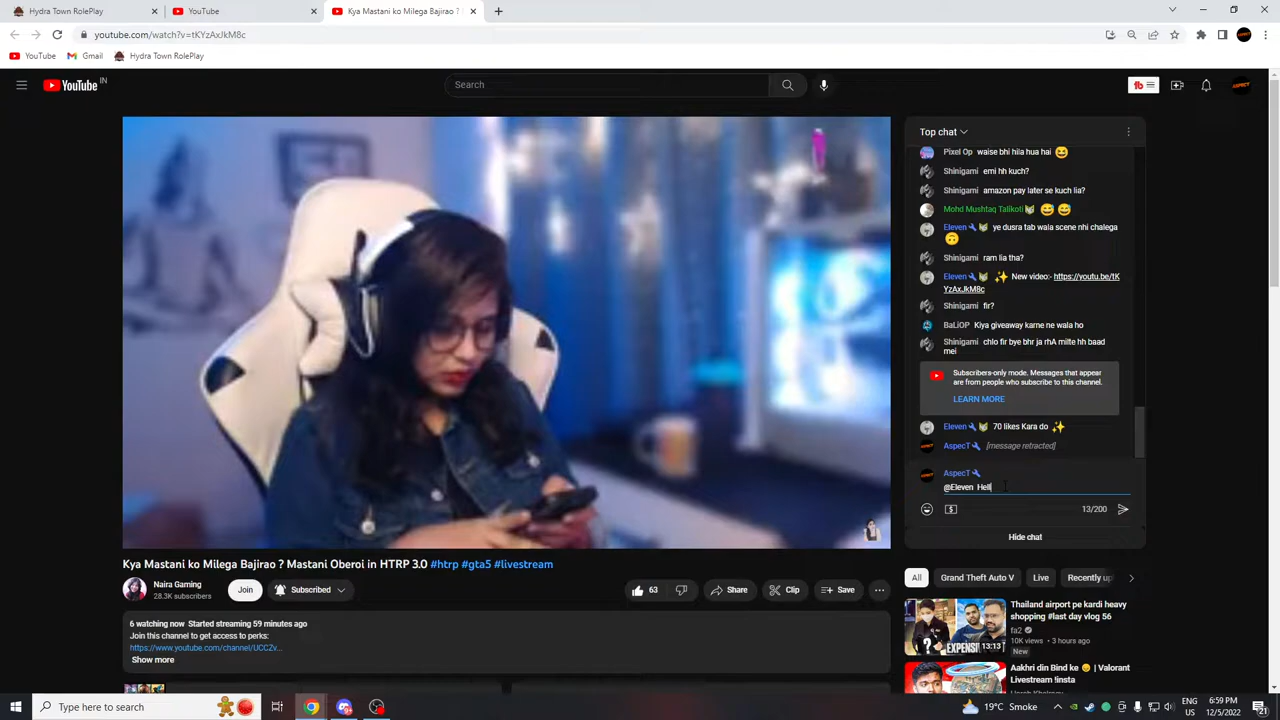 Hydra Town RolePlay
YouTube
Kya Mastani ko Milega Bajirao ?
youtube.com/watch?v=tKYzAxJkM8c
YouTube
Gmail
Hydra Town RolePlay
YouTube IN
Search
Top chat
Pixel Op waise bhi hila hua hai 😆
Shinigami emi hh kuch?
Shinigami amazon pay later se kuch lia?
Mohd Mushtaq Talikoti 😅 😅
Eleven ye dusra tab wala scene nhi chalega
🙃
Shinigami ram lia tha?
Eleven ✨ New video:- https://youtu.be/tK
YzAxJkM8c
Shinigami fir?
BaLiOP Kiya giveaway karne ne wala ho
Shinigami chlo fir bye bhr ja rhA milte hh baad
mei
Subscribers-only mode. Messages that appear
are from people who subscribe to this channel.
LEARN MORE
Eleven 70 likes Kara do ✨
AspecT [message retracted]
AspecT
@Eleven Hell
13/200
Hide chat
Kya Mastani ko Milega Bajirao ? Mastani Oberoi in HTRP 3.0 #htrp #gta5 #livestream
Naira Gaming
28.3K subscribers
Join
Subscribed
63
Share
Clip
Save
6 watching now Started streaming 59 minutes ago
Join this channel to get access to perks:
https://www.youtube.com/channel/UCCZv...
Show more
All
Grand Theft Auto V
Live
Recently up
Thailand airport pe kardi heavy
shopping #last day vlog 56
fa2
10K views • 3 hours ago
New
EXPENSI
13:13
Aakhri din Bind ke 😞 | Valorant
Livestream !insta
Type here to search
19°C Smoke
ENG
6:59 PM
12/5/2022
21